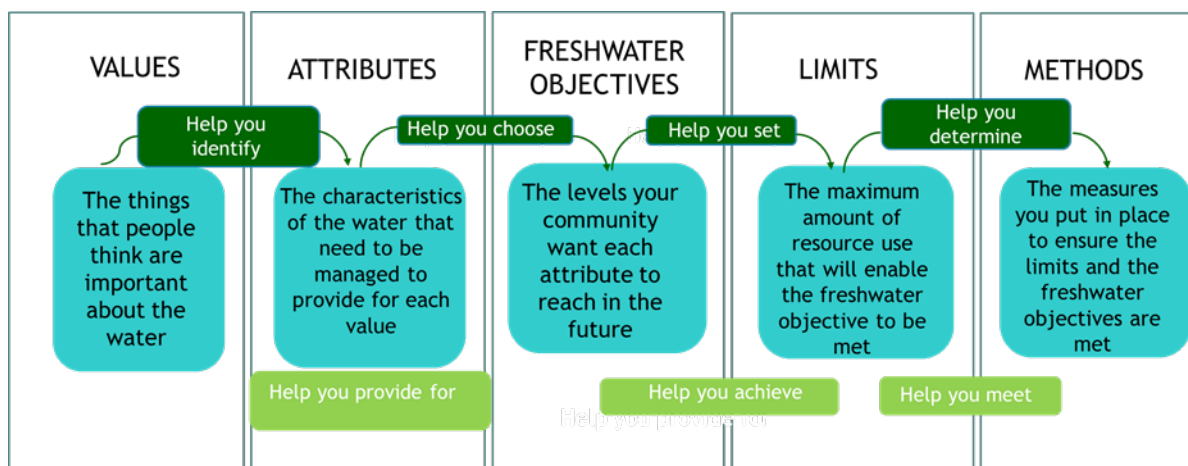 VALUES
ATTRIBUTES
FRESHWATER
OBJECTIVES
LIMITS
METHODS
Help you
identify
Help you choose
Help you set
Help you
determine
The things
that people
think are
important
about the
water
The characteristics
of the water that
need to be
managed to
provide for each
value
The levels your
community
want each
attribute to
reach in the
future
The maximum
amount of
resource use
that will enable
the freshwater
objective to be
met
The measures
you put in place
to ensure the
limits and the
freshwater
objectives are
met
Help you provide for
Help you achieve
Help you meet
Help you provide for